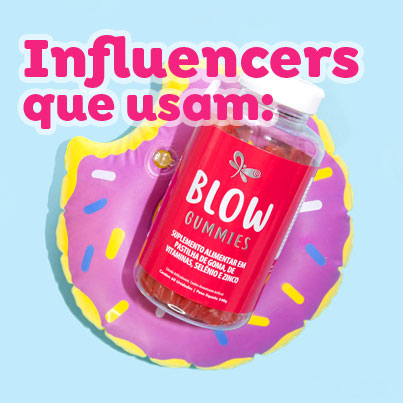 Influencers
que usam:
BLOW
GUMMIES
SUPLEMENTO ALIMENTAR EM
PASTILHA DE GOMA, DE
VITAMINAS, SELÊNIO E ZINCO